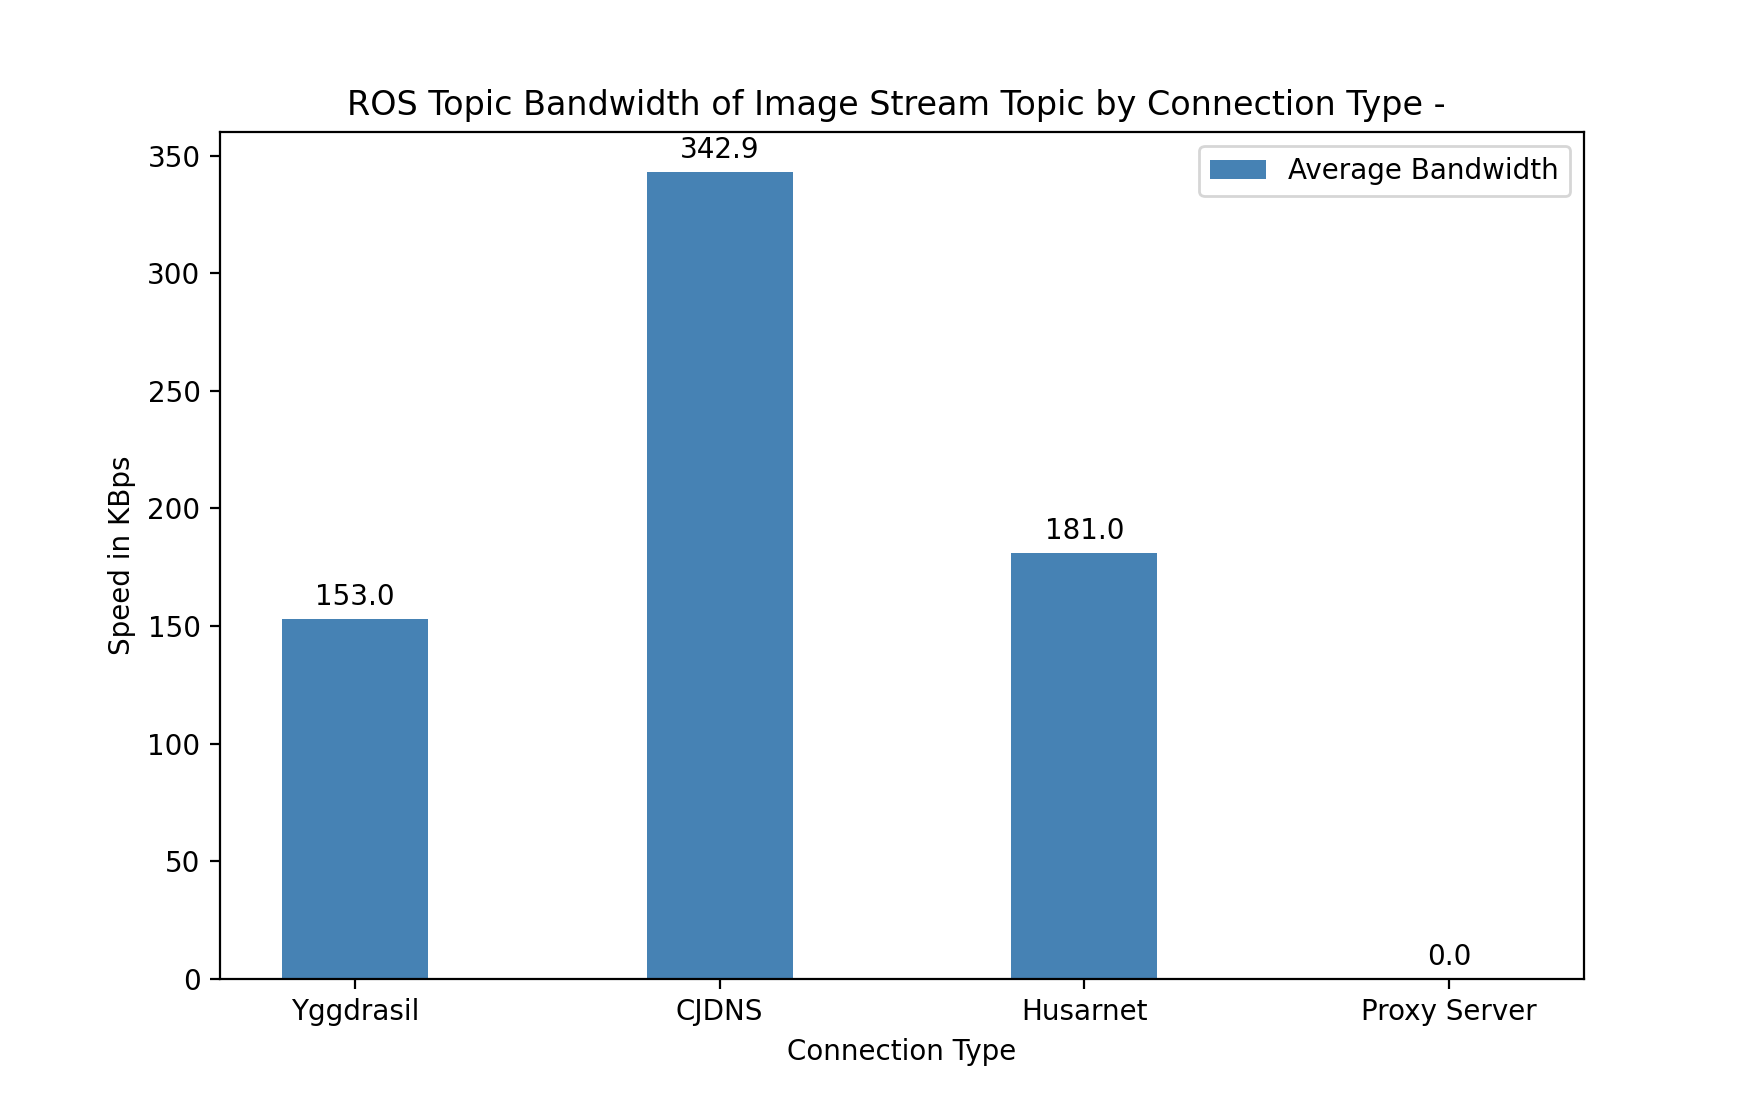 ROS Topic Bandwidth of Image Stream Topic by Connection Type -
Average Bandwidth
Speed in KBps
350
300
250
200
150
100
50
0
153.0
342.9
181.0
0.0
Yggdrasil
CJDNS
Husarnet
Proxy Server
Connection Type